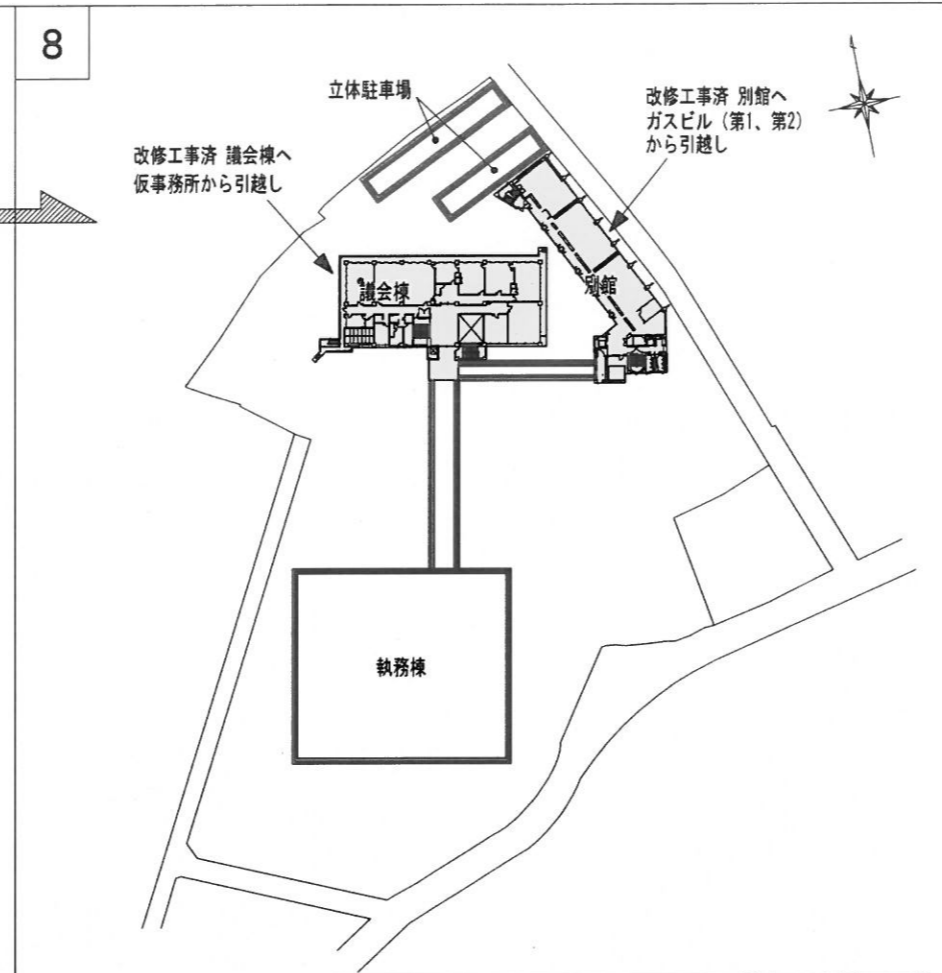 8
立体駐車場
改修工事済 別館へ
ガスビル（第1、第2）
から引越し
改修工事済 議会棟へ
仮事務所から引越し
議会棟
別館
執務棟